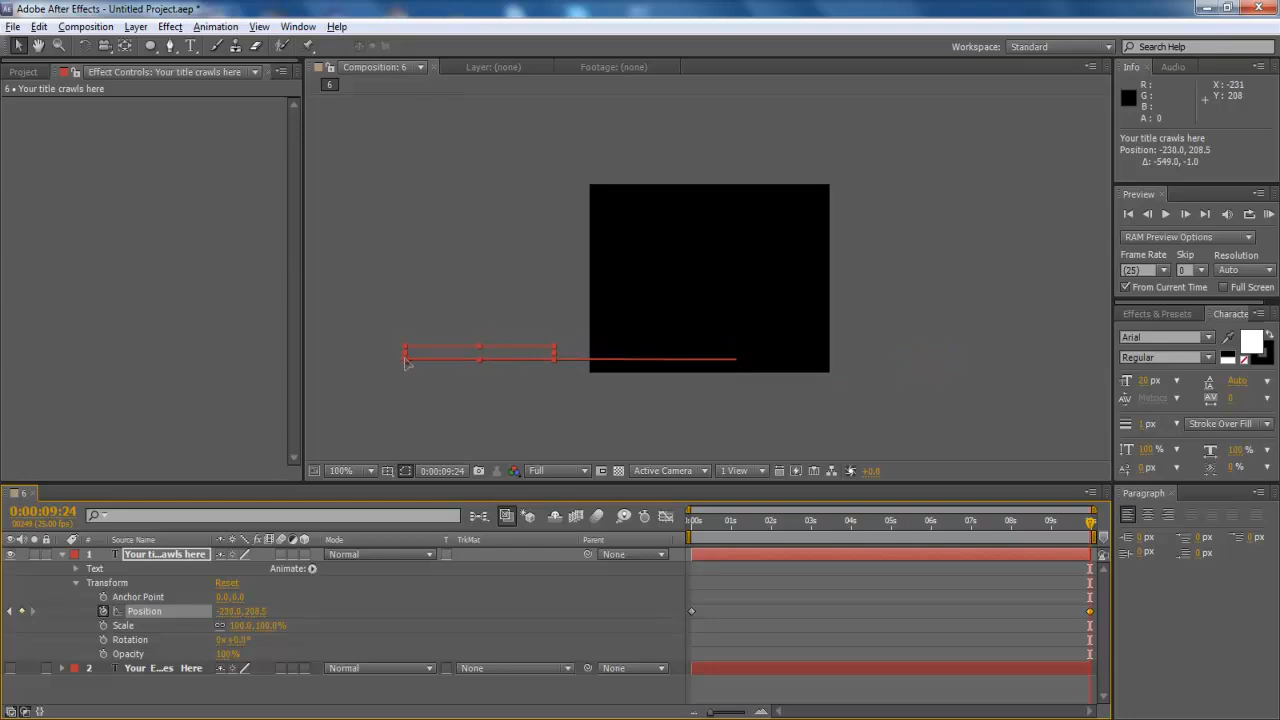 Adobe After Effects - Untitled Project.aep *
File Edit Composition Layer Effect Animation View Window Help
Workspace: Standard Search Help
Project Effect Controls: Your title crawls here
6 • Your title crawls here
Composition: 6 Layer: (none) Footage: (none)
6
Info Audio
R: X: -231
G: Y: 208
B:
A: 0
Your title crawls here
Position: -230.0, 208.5
Δ: -549.0, -1.0
Preview
RAM Preview Options
Frame Rate Skip Resolution
(25) 0 Auto
From Current Time Full Screen
Effects & Presets Characte
Arial
Regular
20 px Auto
Metrics 0
1 px Stroke Over Fill
100 % 100 %
0 px 0 %
100% 0:00:09:24 Full Active Camera 1 View +0.0
6
0:00:09:24
00249 (25.00 fps)
# Source Name Mode T TrkMat Parent
1 T Your ti...awls here Normal None
Text Animate:
Transform Reset
Anchor Point 0.0,0.0
Position -230.0,208.5
Scale 100.0,100.0%
Rotation 0x+0.0°
Opacity 100%
2 T Your E...es Here Normal None None
:00s 01s 02s 03s 04s 05s 06s 07s 08s 09s
Paragraph
0 px 0 px 0 px
0 px 0 px